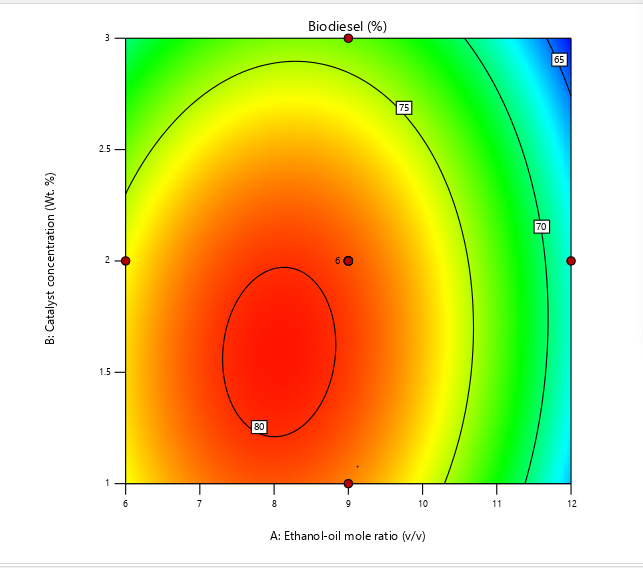 Biodiesel (%)
3
65
75
2.5
70
B: Catalyst concentration (Wt. %)
2
6
1.5
80
1
6 7 8 9 10 11 12
A: Ethanol-oil mole ratio (v/v)